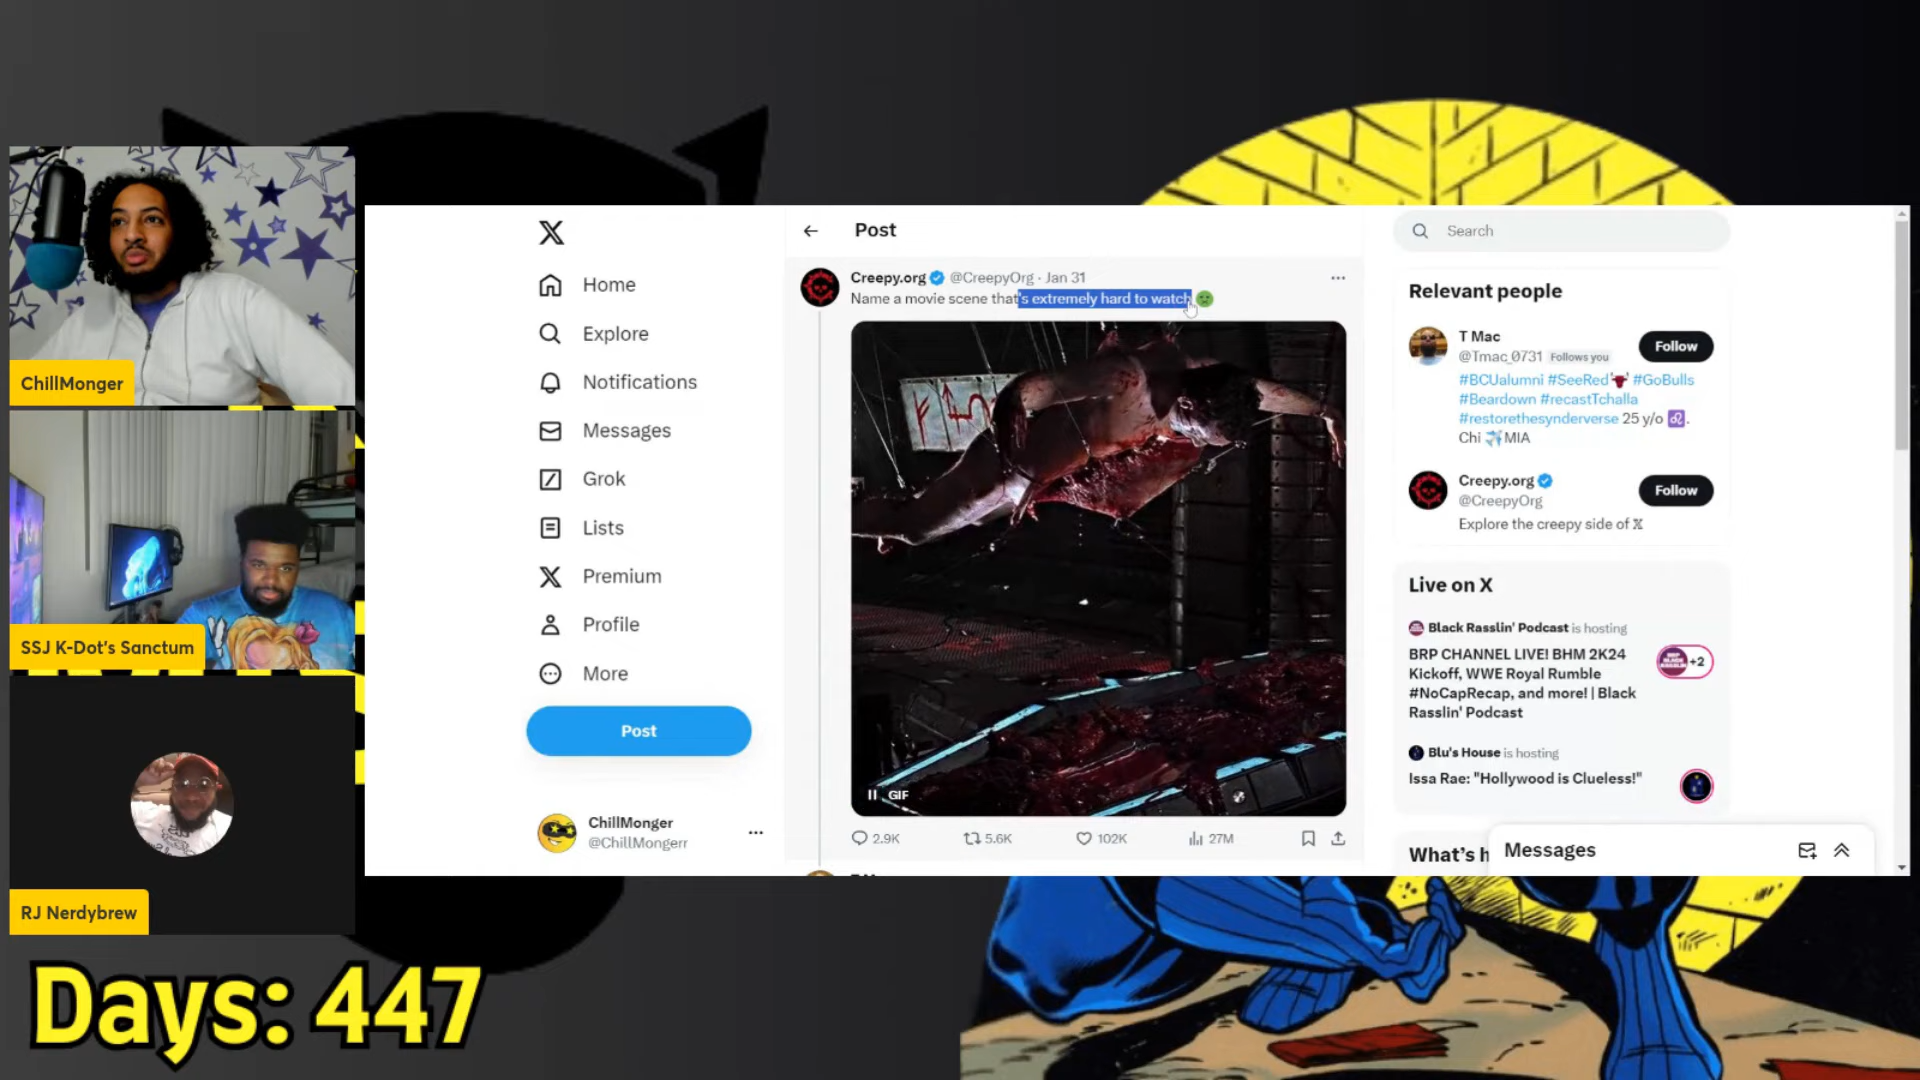 ChillMonger
SSJ K-Dot's Sanctum
RJ Nerdybrew
Days: 447
Home
Explore
Notifications
Messages
Grok
Lists
Premium
Profile
More
Post
ChillMonger
@ChillMongerr
Post
Creepy.org @CreepyOrg · Jan 31
Name a movie scene that's extremely hard to watch
GIF
2.9K 5.6K 102K 27M
Search
Relevant people
T Mac
@Tmac_0731 Follows you
Follow
#BCUalumni #SeeRed #GoBulls
#Beardown #recastTchalla
#restorethesynderverse 25 y/o ♌.
Chi ✈ MIA
Creepy.org
@CreepyOrg
Follow
Explore the creepy side of 𝕏
Live on X
Black Rasslin' Podcast is hosting
BRP CHANNEL LIVE! BHM 2K24
Kickoff, WWE Royal Rumble
#NoCapRecap, and more! | Black
Rasslin' Podcast
+2
Blu's House is hosting
Issa Rae: "Hollywood is Clueless!"
What's h
Messages